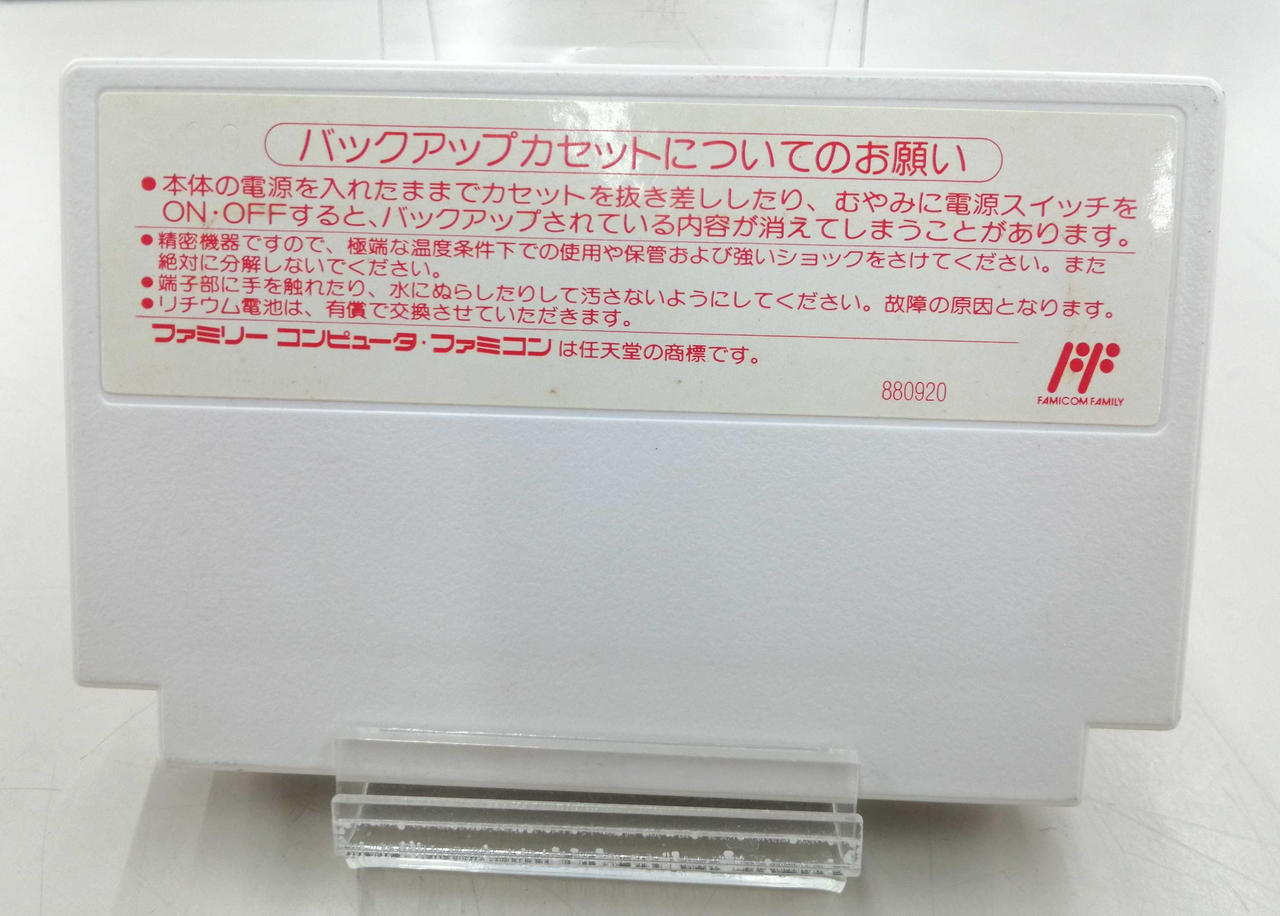 バックアップカセットについてのお願い
●本体の電源を入れたままでカセットを抜き差ししたり、むやみに電源スイッチを
ON・OFFすると、バックアップされている内容が消えてしまうことがあります。
●精密機器ですので、極端な温度条件下での使用や保管および強いショックをさけてください。また
絶対に分解しないでください。
●端子部に手を触れたり、水にぬらしたりして汚さないようにしてください。故障の原因となります。
●リチウム電池は、有償で交換させていただきます。
ファミリー コンピュータ・ファミコンは任天堂の商標です。
880920
FAMICOM FAMILY